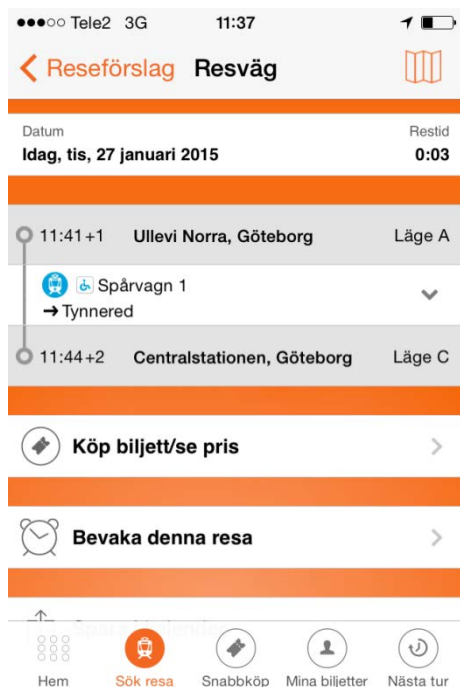 Tele2 3G 11:37
Reseförslag Resväg
Datum Restid
Idag, tis, 27 januari 2015 0:03
11:41+1 Ullevi Norra, Göteborg Läge A
Spårvagn 1
→ Tynnered
11:44+2 Centralstationen, Göteborg Läge C
Köp biljett/se pris
Bevaka denna resa
Hem Sök resa Snabbköp Mina biljetter Nästa tur